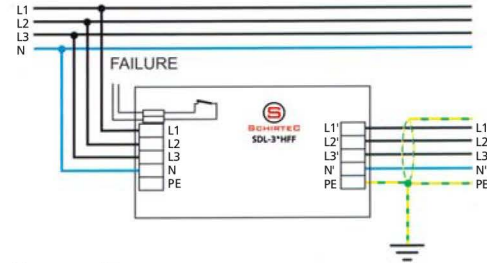 L1
L2
L3
N
FAILURE
S
SCHIRTEC
SDL-3*HFF
L1
L2
L3
N
PE
L1'
L2'
L3'
N'
PE
L1
L2
L3
N'
PE